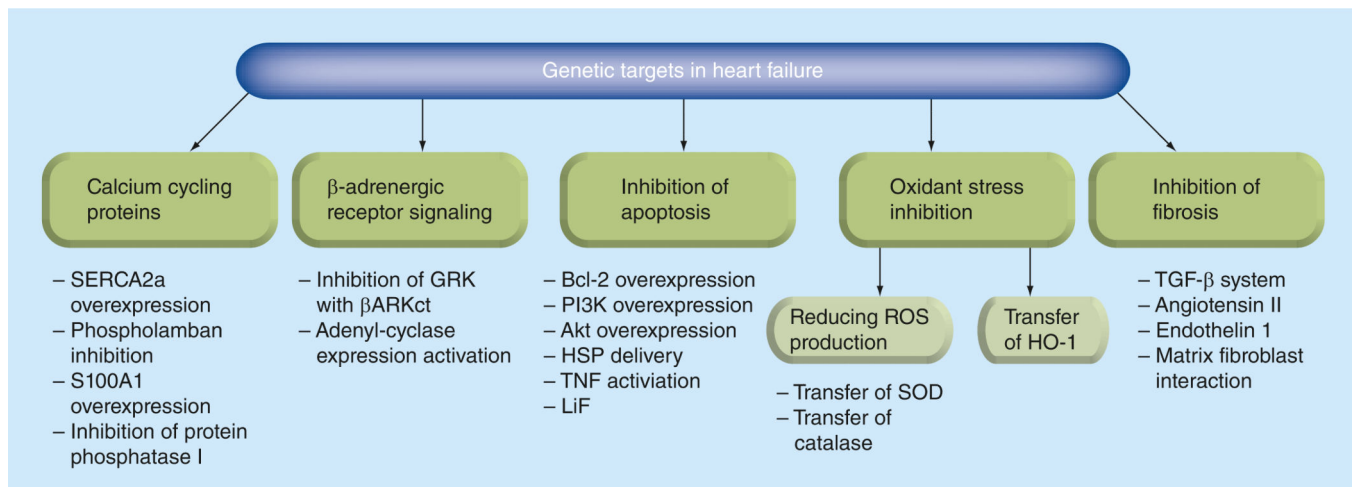 Genetic targets in heart failure
Calcium cycling
proteins
– SERCA2a
overexpression
– Phospholamban
inhibition
– S100A1
overexpression
– Inhibition of protein
phosphatase I
β-adrenergic
receptor signaling
– Inhibition of GRK
with βARKct
– Adenyl-cyclase
expression activation
Inhibition of
apoptosis
– Bcl-2 overexpression
– PI3K overexpression
– Akt overexpression
– HSP delivery
– TNF activiation
– LiF
Oxidant stress
inhibition
Reducing ROS
production
– Transfer of SOD
– Transfer of
catalase
Transfer
of HO-1
Inhibition of
fibrosis
– TGF-β system
– Angiotensin II
– Endothelin 1
– Matrix fibroblast
interaction